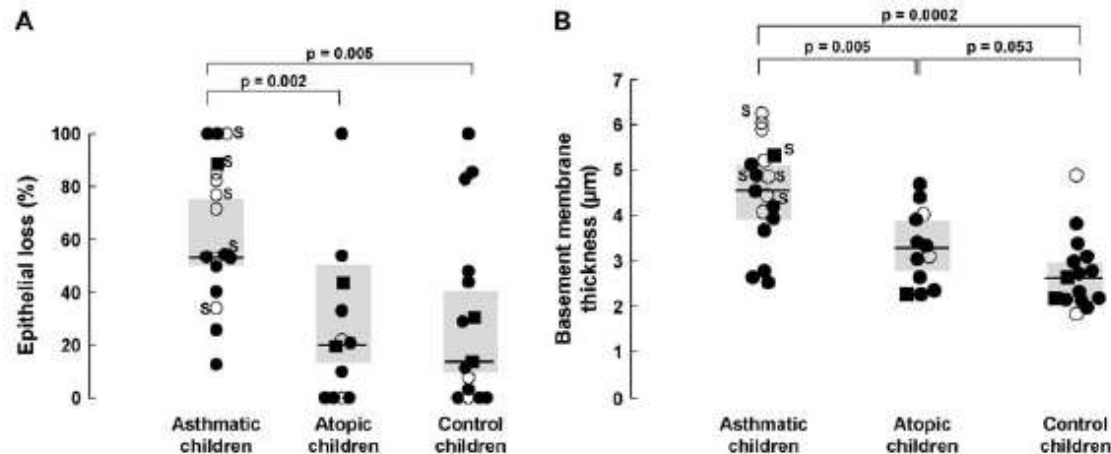 A
p = 0.005
p = 0.002
Epithelial loss (%)
100
80
60
40
20
0
S
S
S
S
S
Asthmatic children
Atopic children
Control children
B
p = 0.0002
p = 0.005
p = 0.053
Basement membrane
thickness (µm)
7
6
5
4
3
2
1
0
S
S
S
S
S
Asthmatic children
Atopic children
Control children